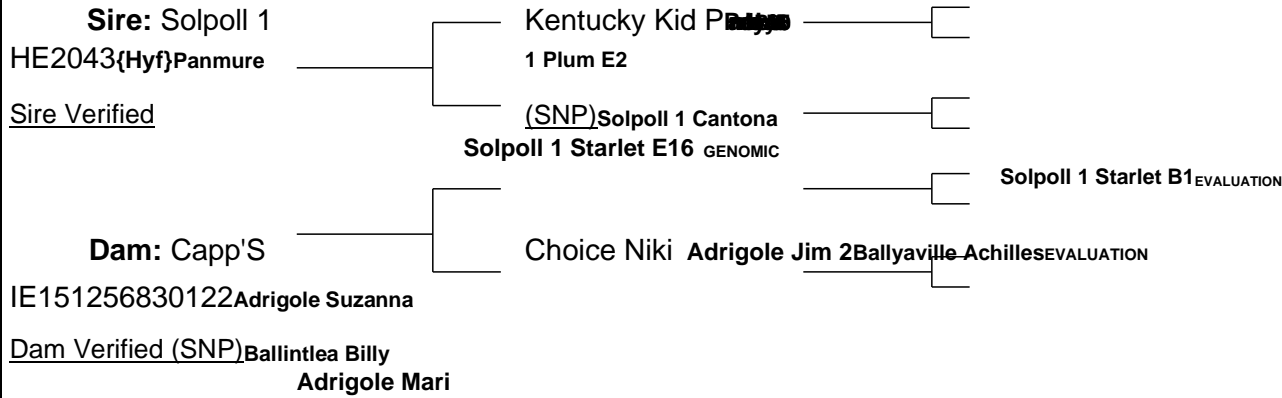 Sire: Solpoll 1 Kentucky Kid
HE2043{Hyf}Panmure 1 Plum E2
Sire Verified (SNP)Solpoll 1 Cantona
Solpoll 1 Starlet E16 GENOMIC
Solpoll 1 Starlet B1EVALUATION
Dam: Capp'S Choice Niki Adrigole Jim 2Ballyaville AchillesEVALUATION
IE151256830122Adrigole Suzanna
Dam Verified (SNP)Ballintlea Billy
Adrigole Mari